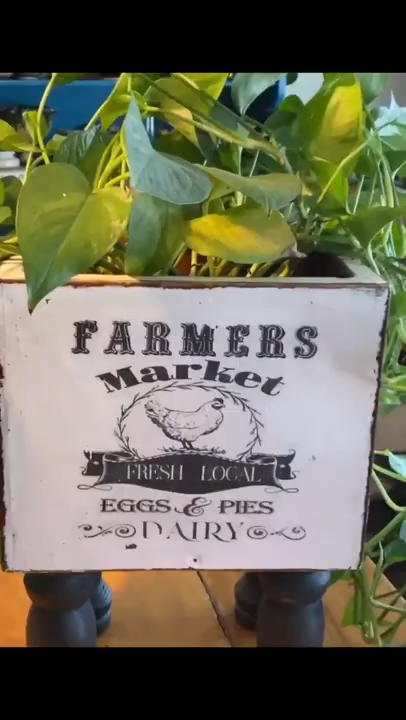 FARMERS
Market
FRESH LOCAL
EGGS & PIES
DAIRY